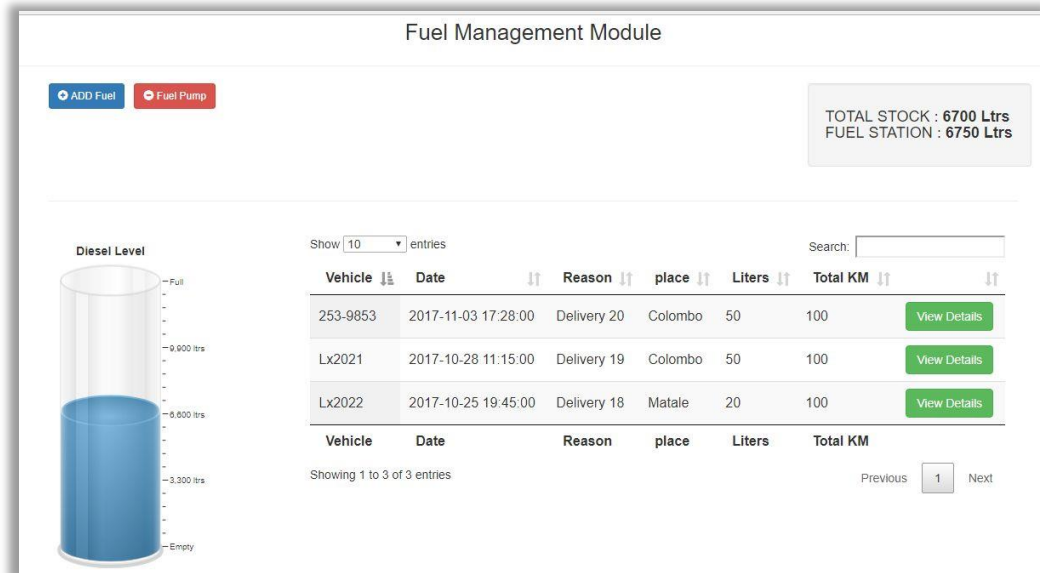 Fuel Management Module
ADD Fuel Fuel Pump
TOTAL STOCK : 6700 Ltrs
FUEL STATION : 6750 Ltrs
Diesel Level
Full
9,900 ltrs
6,600 ltrs
3,300 ltrs
Empty
Show 10 entries Search:
Vehicle Date Reason place Liters Total KM
253-9853 2017-11-03 17:28:00 Delivery 20 Colombo 50 100 View Details
Lx2021 2017-10-28 11:15:00 Delivery 19 Colombo 50 100 View Details
Lx2022 2017-10-25 19:45:00 Delivery 18 Matale 20 100 View Details
Vehicle Date Reason place Liters Total KM
Showing 1 to 3 of 3 entries Previous 1 Next